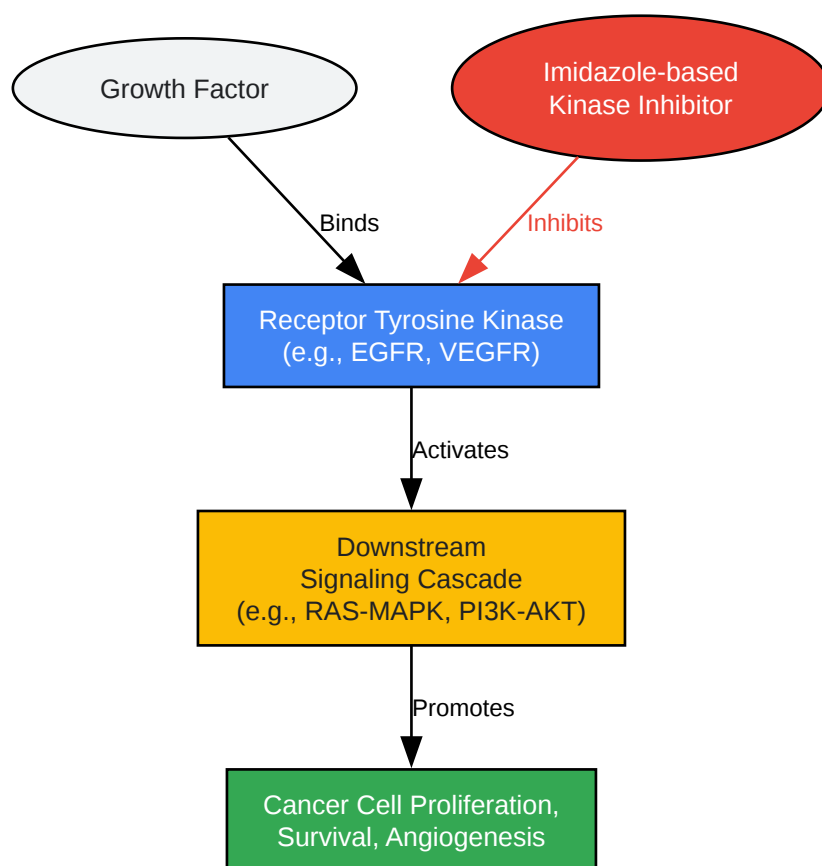 Growth Factor
Imidazole-based
Kinase Inhibitor
Binds
Inhibits
Receptor Tyrosine Kinase
(e.g., EGFR, VEGFR)
Activates
Downstream
Signaling Cascade
(e.g., RAS-MAPK, PI3K-AKT)
Promotes
Cancer Cell Proliferation,
Survival, Angiogenesis